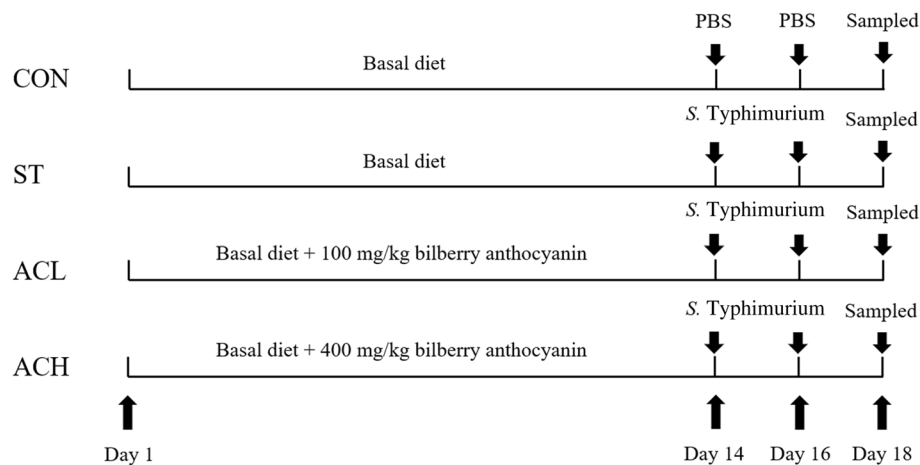 PBS PBS Sampled
CON Basal diet
S. Typhimurium Sampled
ST Basal diet
S. Typhimurium Sampled
ACL Basal diet + 100 mg/kg bilberry anthocyanin
S. Typhimurium Sampled
ACH Basal diet + 400 mg/kg bilberry anthocyanin
Day 1 Day 14 Day 16 Day 18